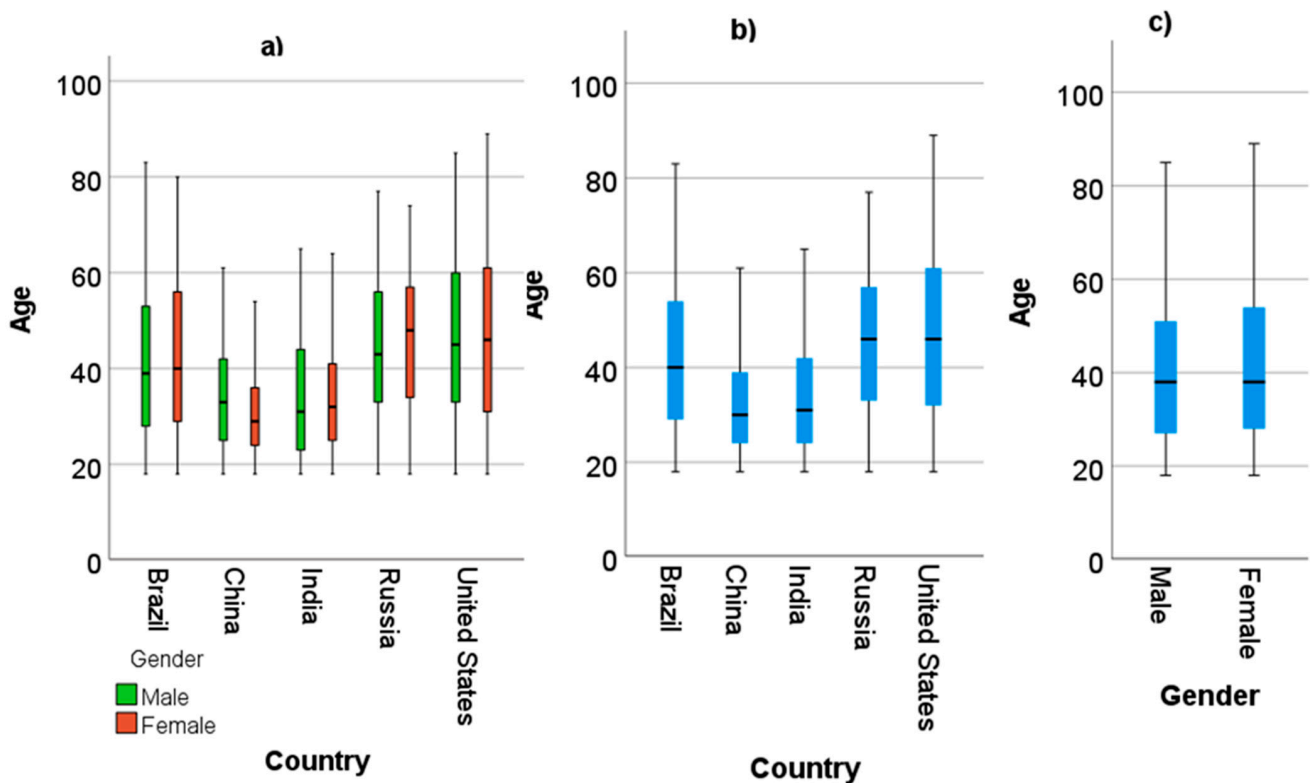 a)
100
80
60
40
20
0
Age
Brazil
China
India
Russia
United States
Gender
Male
Female
Country
b)
100
80
60
40
20
0
Age
Brazil
China
India
Russia
United States
Country
c)
100
80
60
40
20
0
Age
Male
Female
Gender